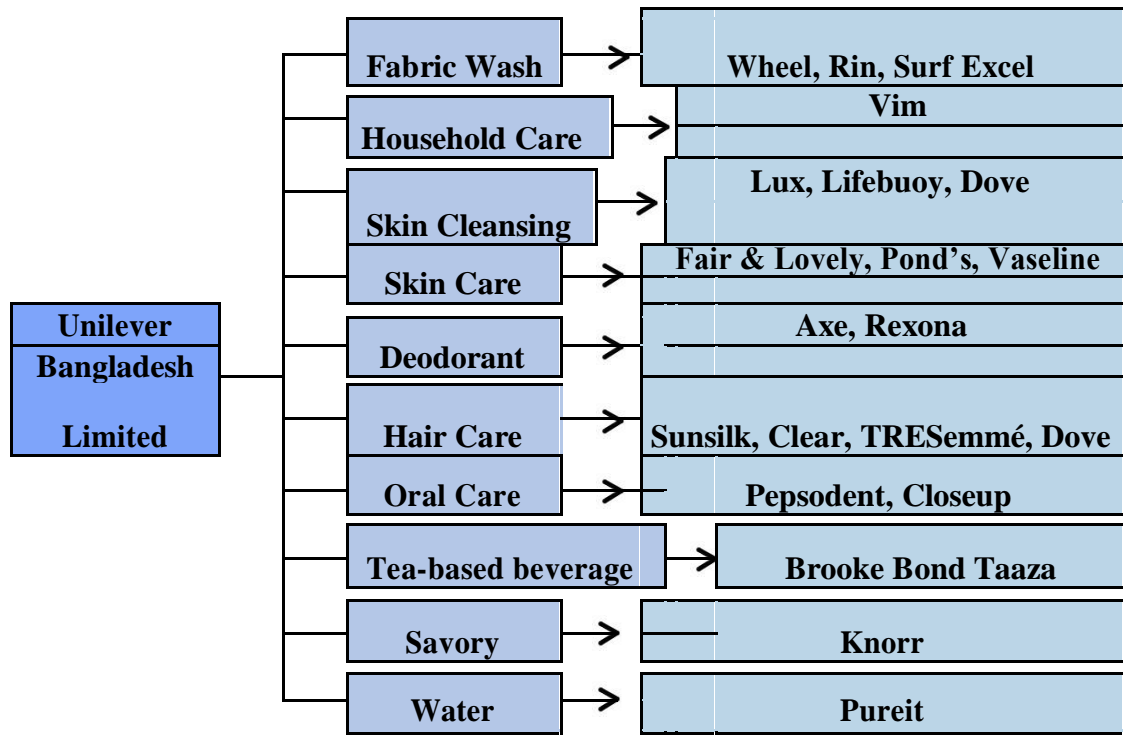 Unilever
Bangladesh
Limited
Fabric Wash
Wheel, Rin, Surf Excel
Household Care
Vim
Skin Cleansing
Lux, Lifebuoy, Dove
Skin Care
Fair & Lovely, Pond’s, Vaseline
Deodorant
Axe, Rexona
Hair Care
Sunsilk, Clear, TRESemmé, Dove
Oral Care
Pepsodent, Closeup
Tea-based beverage
Brooke Bond Taaza
Savory
Knorr
Water
Pureit